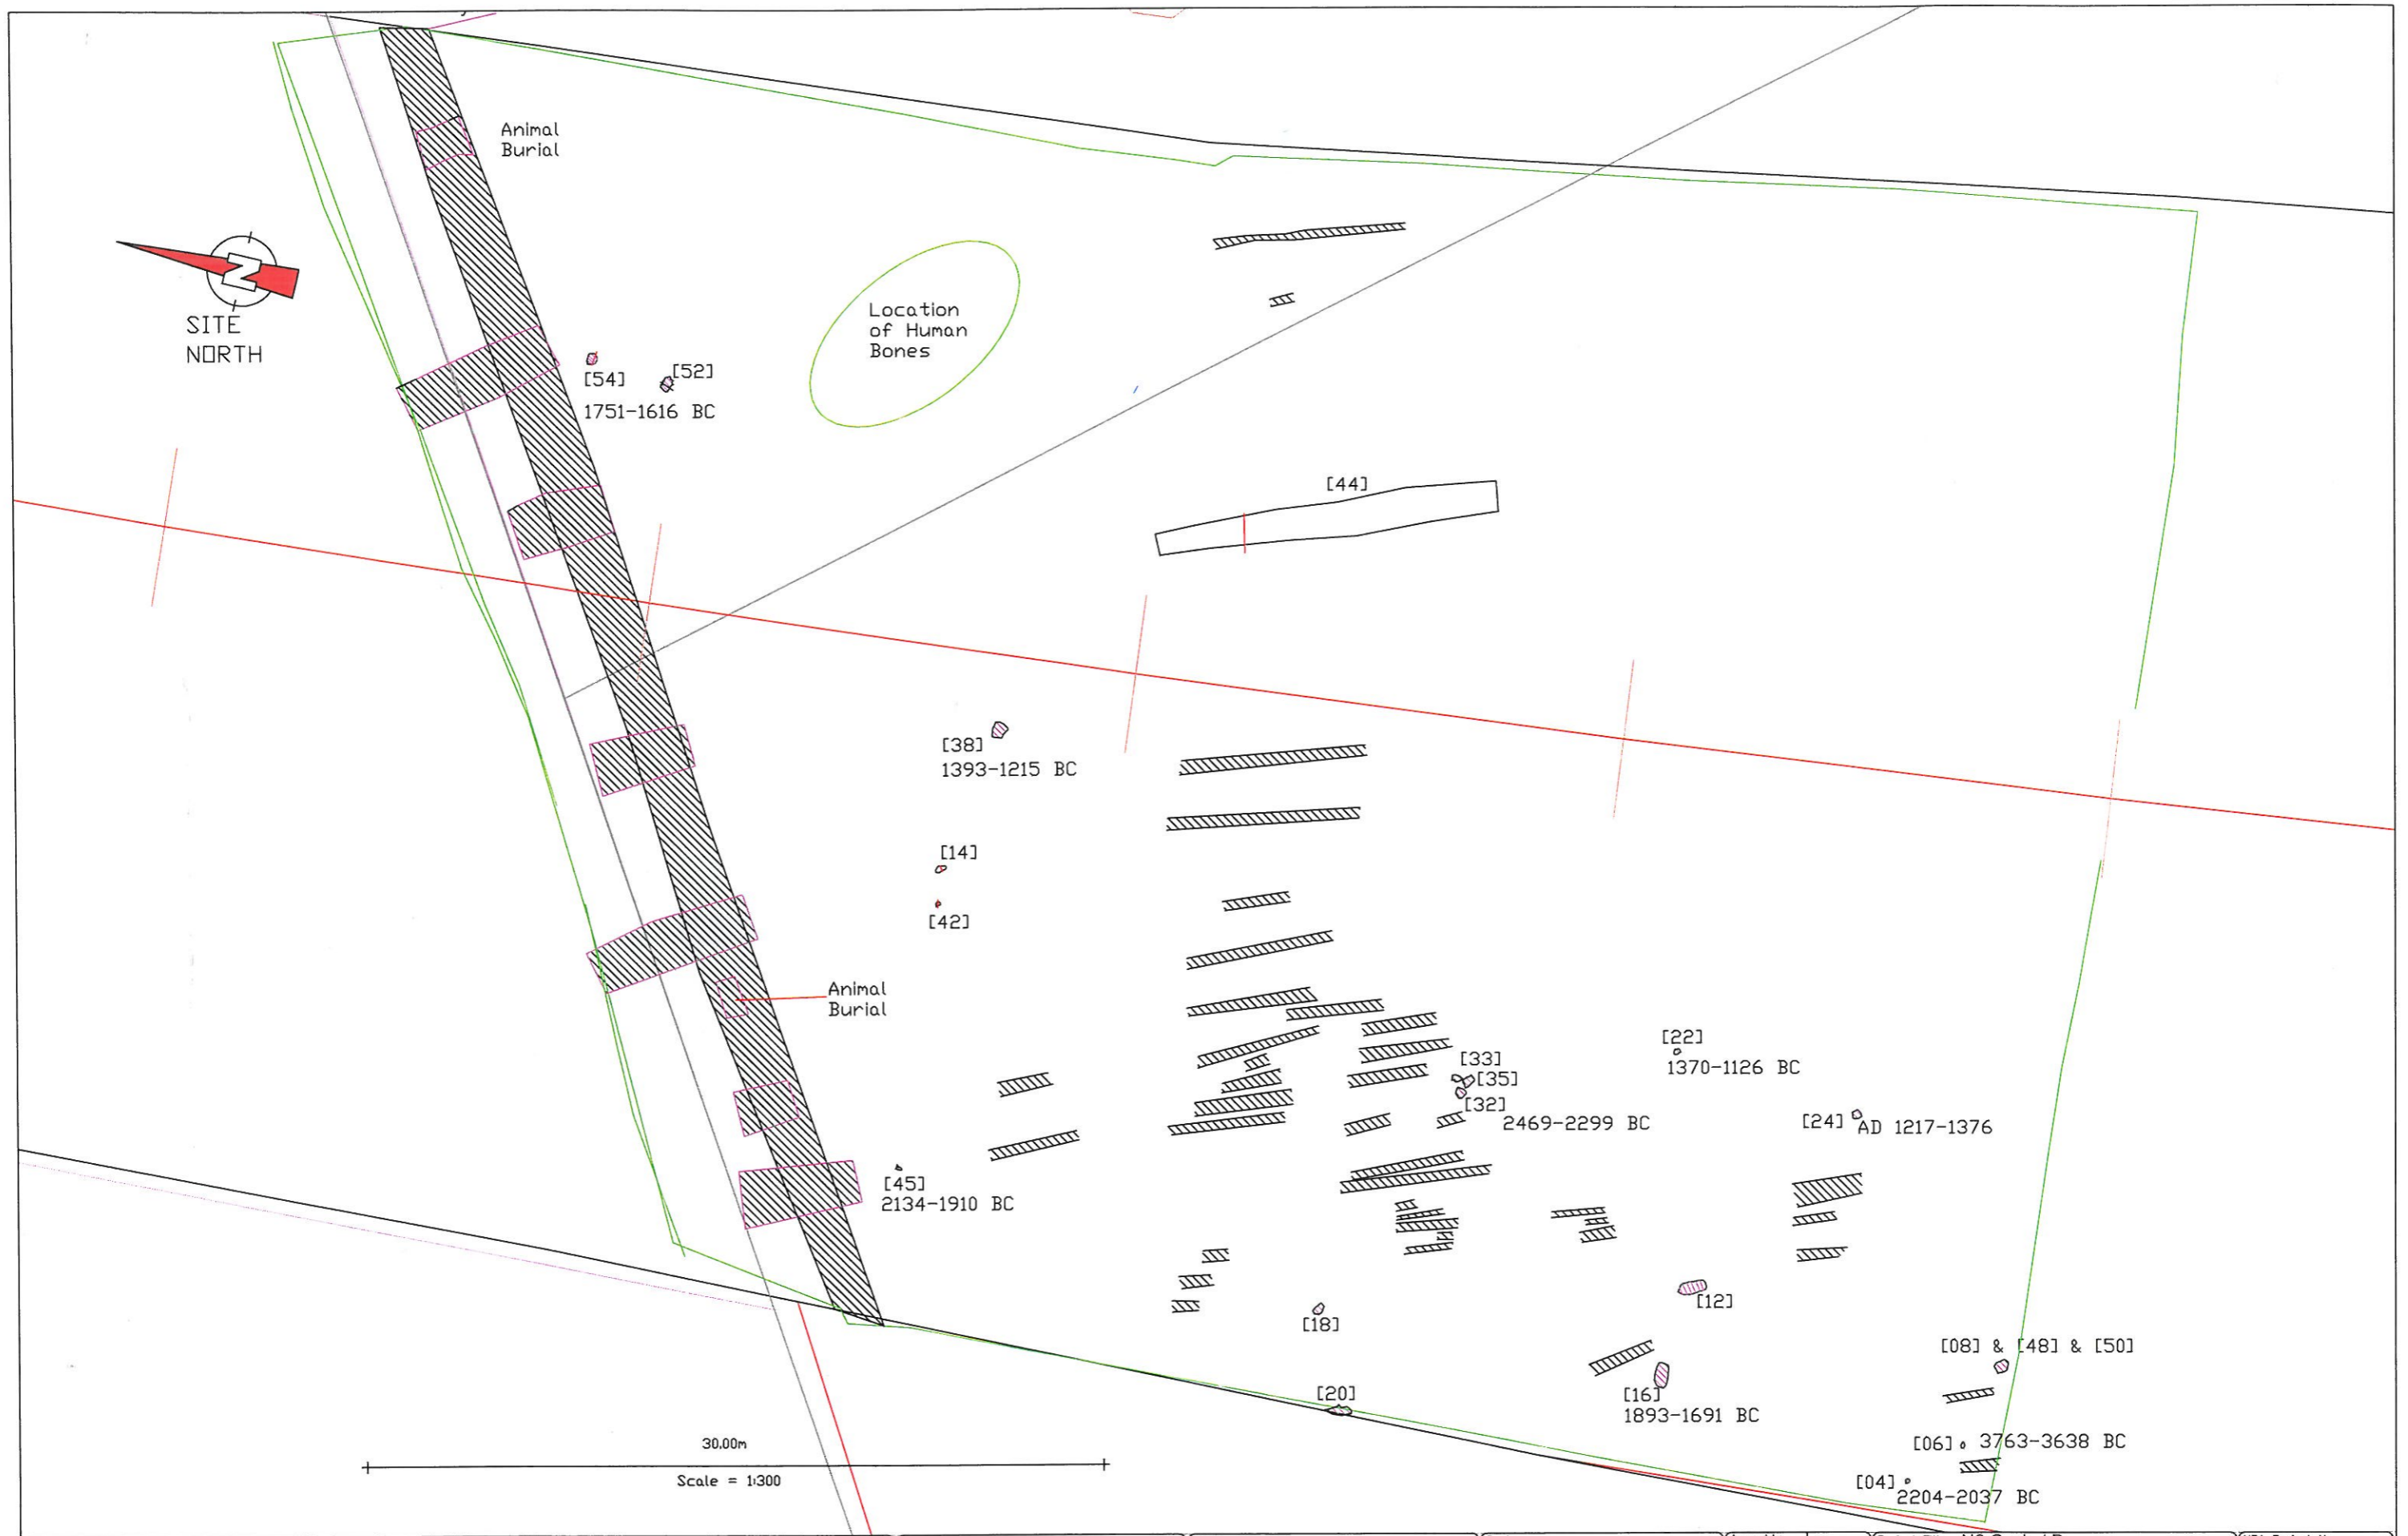 Animal
Burial
N
SITE
NORTH
Location
of Human
Bones
[54]
[52]
1751-1616 BC
[44]
[38]
1393-1215 BC
[14]
[42]
Animal
Burial
[33]
[35]
[32]
2469-2299 BC
[22]
1370-1126 BC
[24]
AD 1217-1376
[45]
2134-1910 BC
[12]
[18]
[08] & [48] & [50]
[20]
[16]
1893-1691 BC
[06]
3763-3638 BC
[04]
2204-2037 BC
30.00m
Scale = 1:300